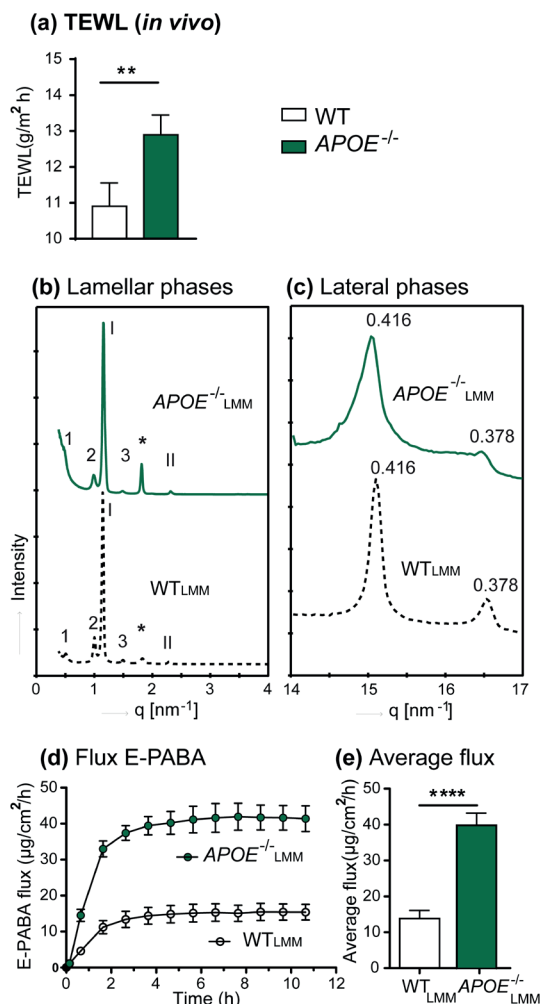 (a) TEWL (in vivo)
15
14
13
12
11
10
TEWL(g/m² h)
**
WT
APOE-/-
(b) Lamellar phases
(c) Lateral phases
I
APOE-/-LMM
1
2
3
*
II
I
WTLMM
1
2
3
*
II
0.416
APOE-/-LMM
0.378
0.416
WTLMM
0.378
Intensity
0 1 2 3 4
q [nm-1]
14 15 16 17
q [nm-1]
(d) Flux E-PABA
(e) Average flux
50
40
30
20
10
0
E-PABA flux (µg/cm²/h)
APOE-/-LMM
WTLMM
0 2 4 6 8 10 12
Time (h)
50
40
30
20
10
0
Average flux(µg/cm²/h)
****
WTLMM APOE-/-LMM